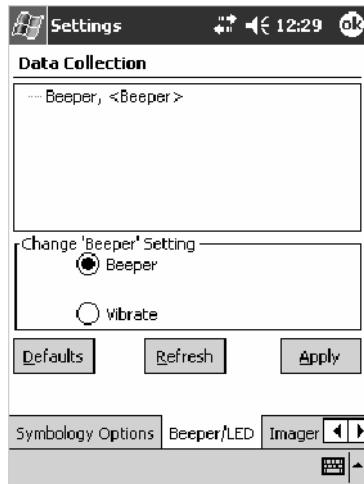 Settings 12:29 ok
Data Collection
Beeper, <Beeper>
Change 'Beeper' Setting
Beeper
Vibrate
Defaults Refresh Apply
Symbology Options Beeper/LED Imager